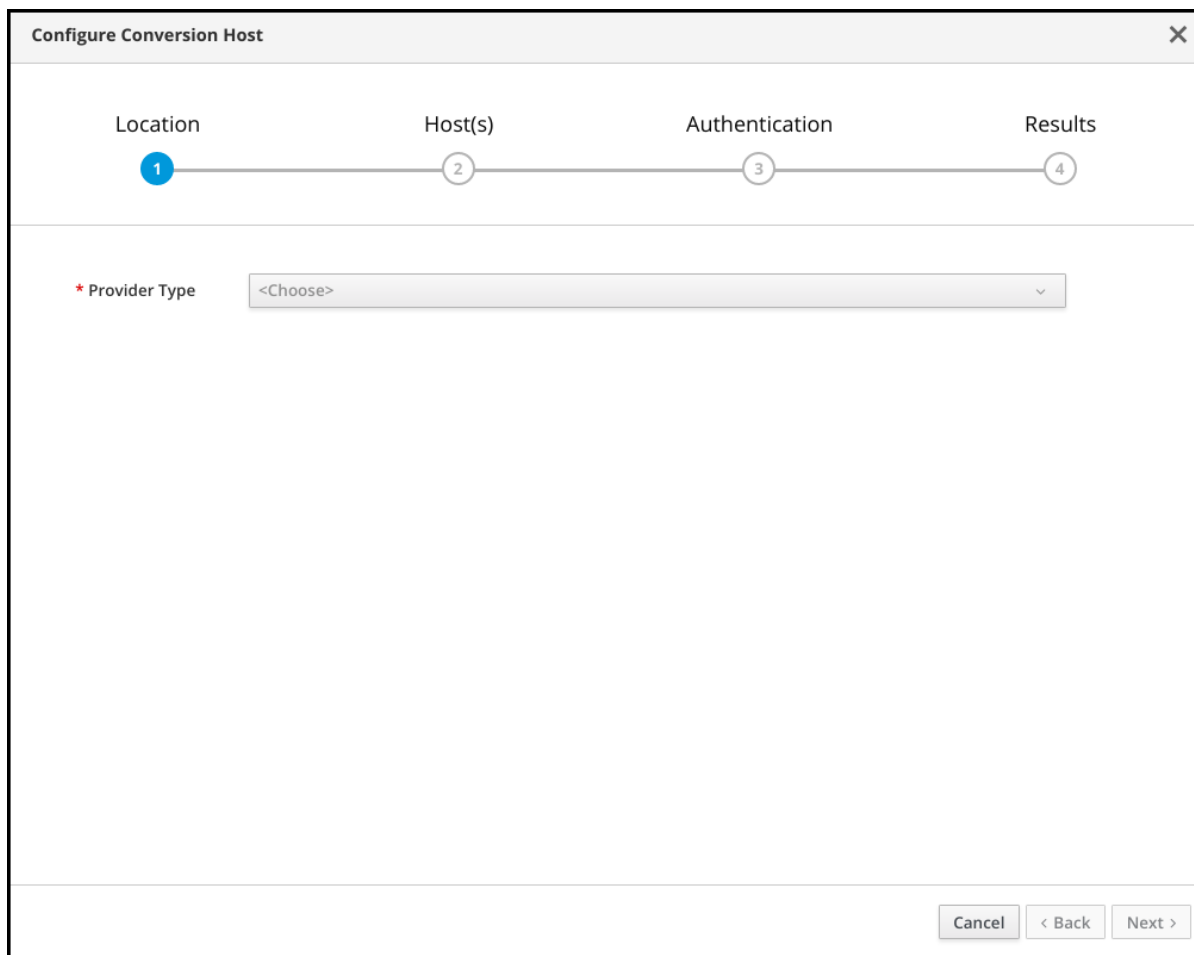 Configure Conversion Host
Location Host(s) Authentication Results
1 2 3 4
* Provider Type <Choose>
Cancel < Back Next >